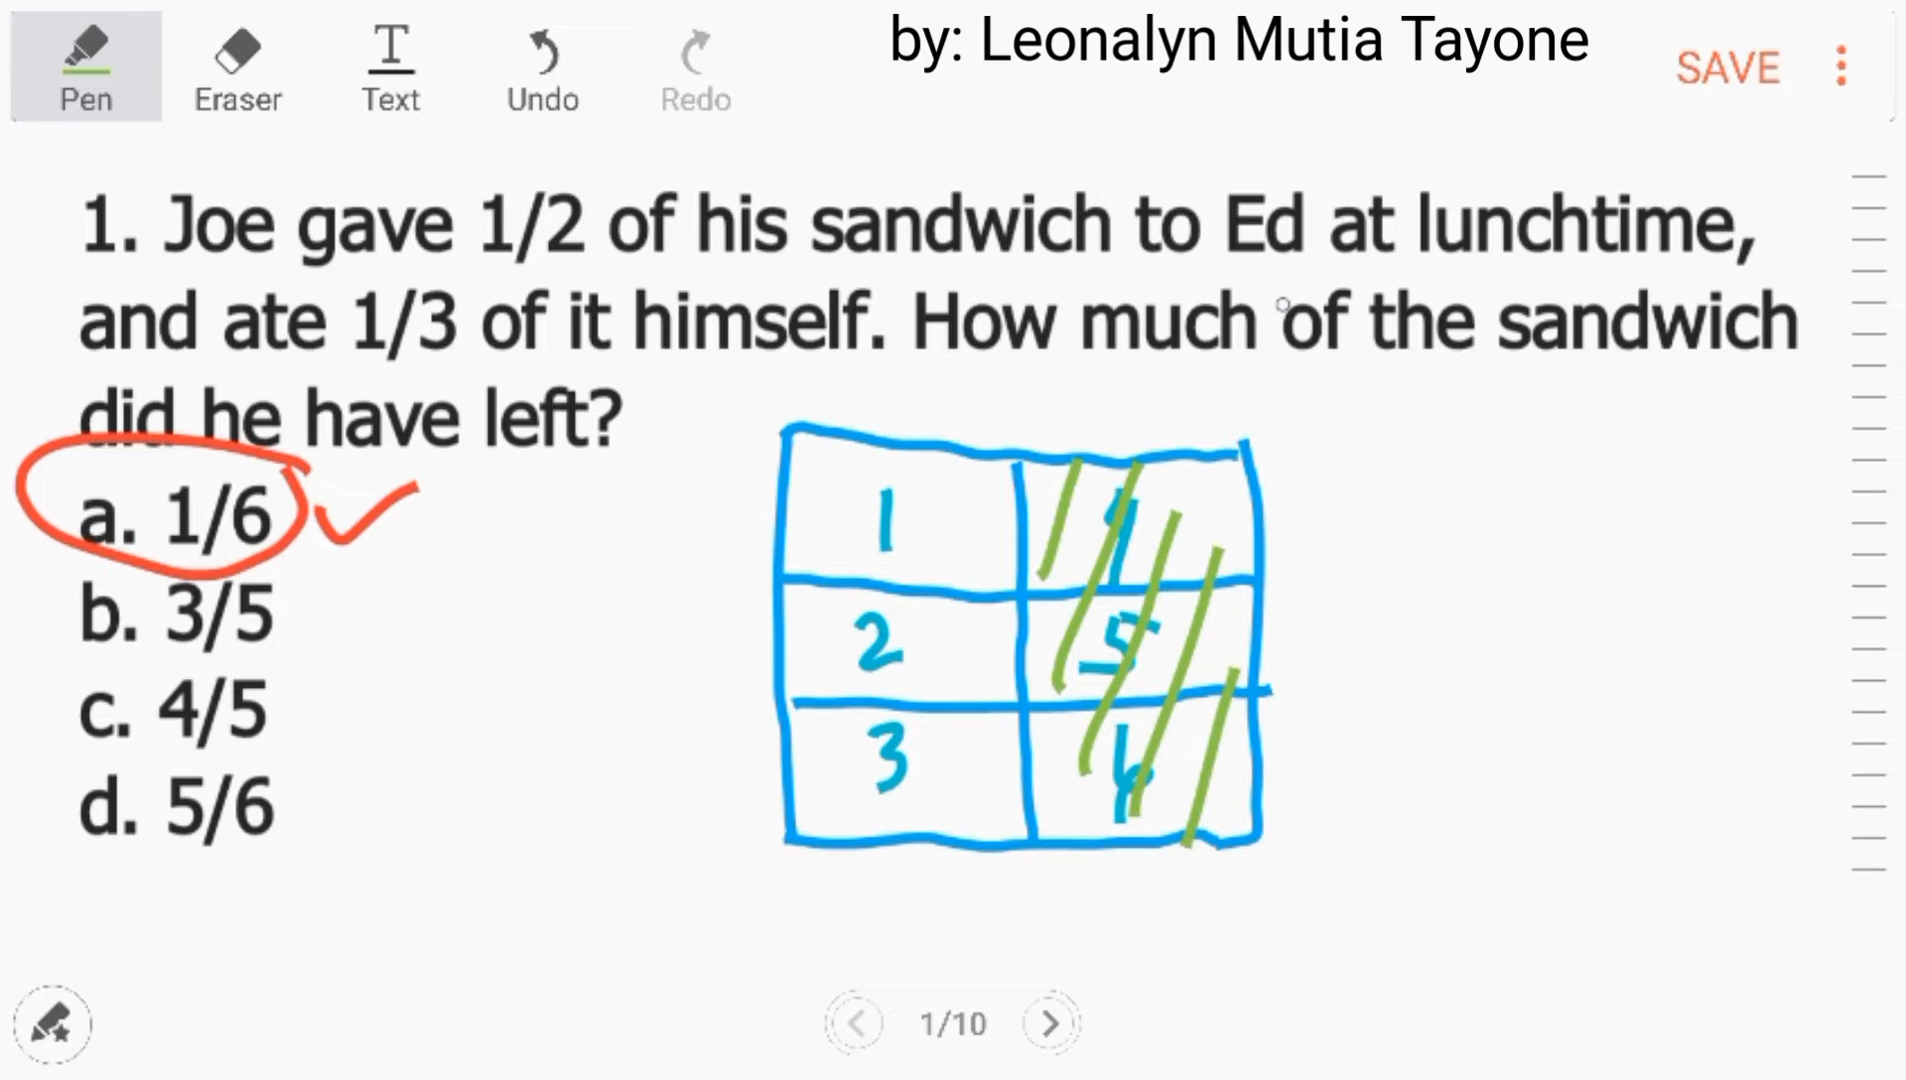 by: Leonalyn Mutia Tayone
Pen Eraser Text Undo Redo SAVE
1. Joe gave 1/2 of his sandwich to Ed at lunchtime,
and ate 1/3 of it himself. How much of the sandwich
did he have left?
a. 1/6
b. 3/5
c. 4/5
d. 5/6
1 4
2 5
3 6
1/10